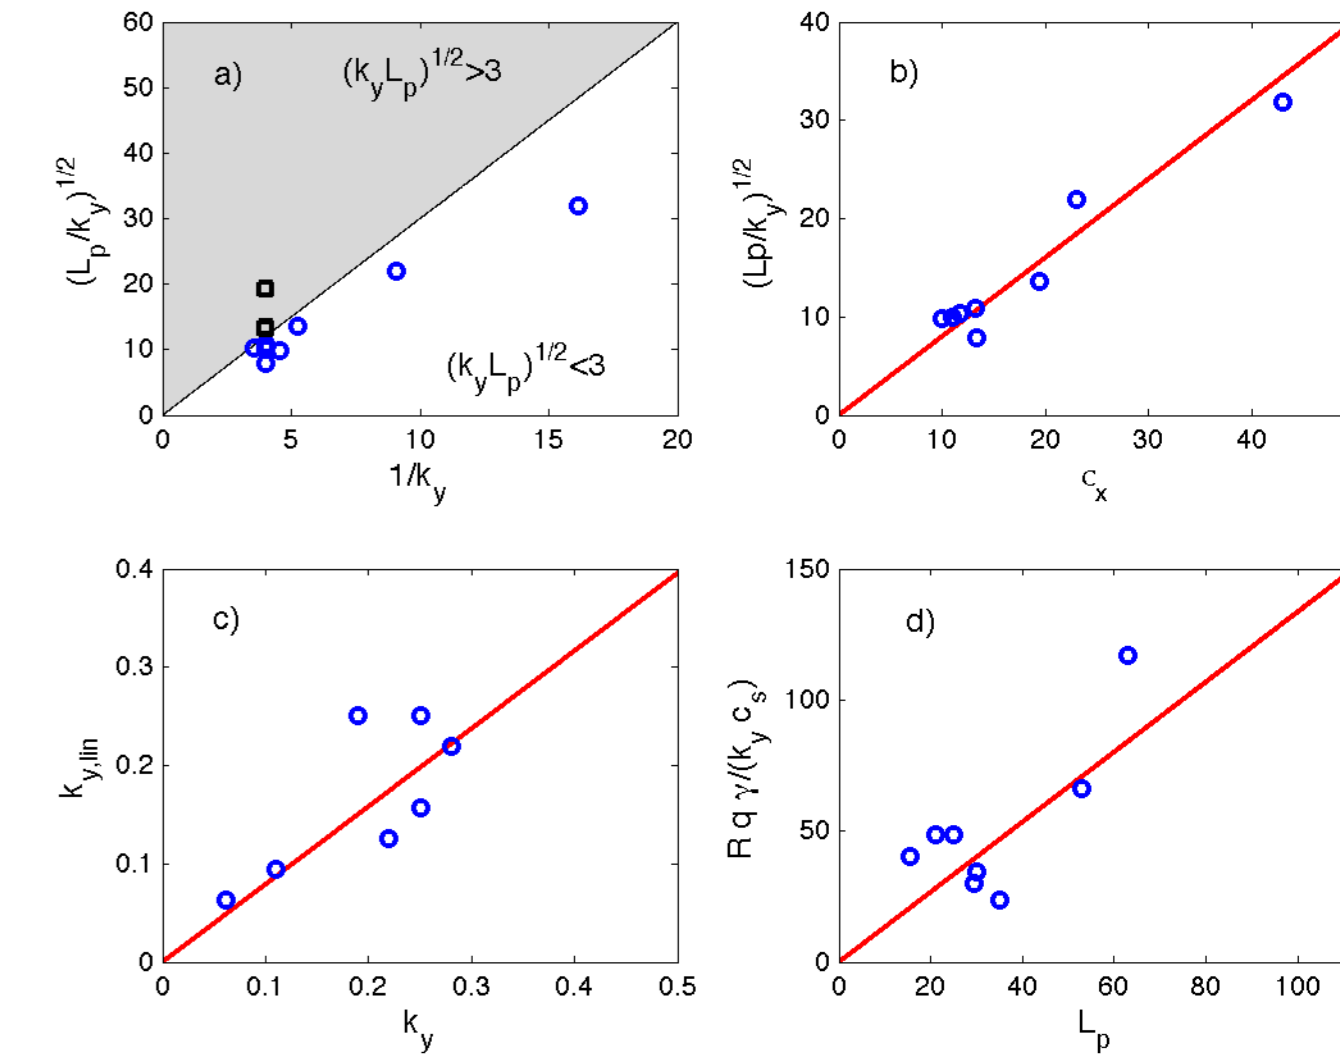 a)
(k_yL_p)^{1/2}>3
(k_yL_p)^{1/2}<3
60
50
40
30
20
10
0
0 5 10 15 20
(L_p/k_y)^{1/2}
1/k_y
b)
40
30
20
10
0
0 10 20 30 40
(Lp/k_y)^{1/2}
c_x
c)
0.4
0.3
0.2
0.1
0
0 0.1 0.2 0.3 0.4 0.5
k_{y,lin}
k_y
d)
150
100
50
0
0 20 40 60 80 100
R q γ/(k_y c_s)
L_p